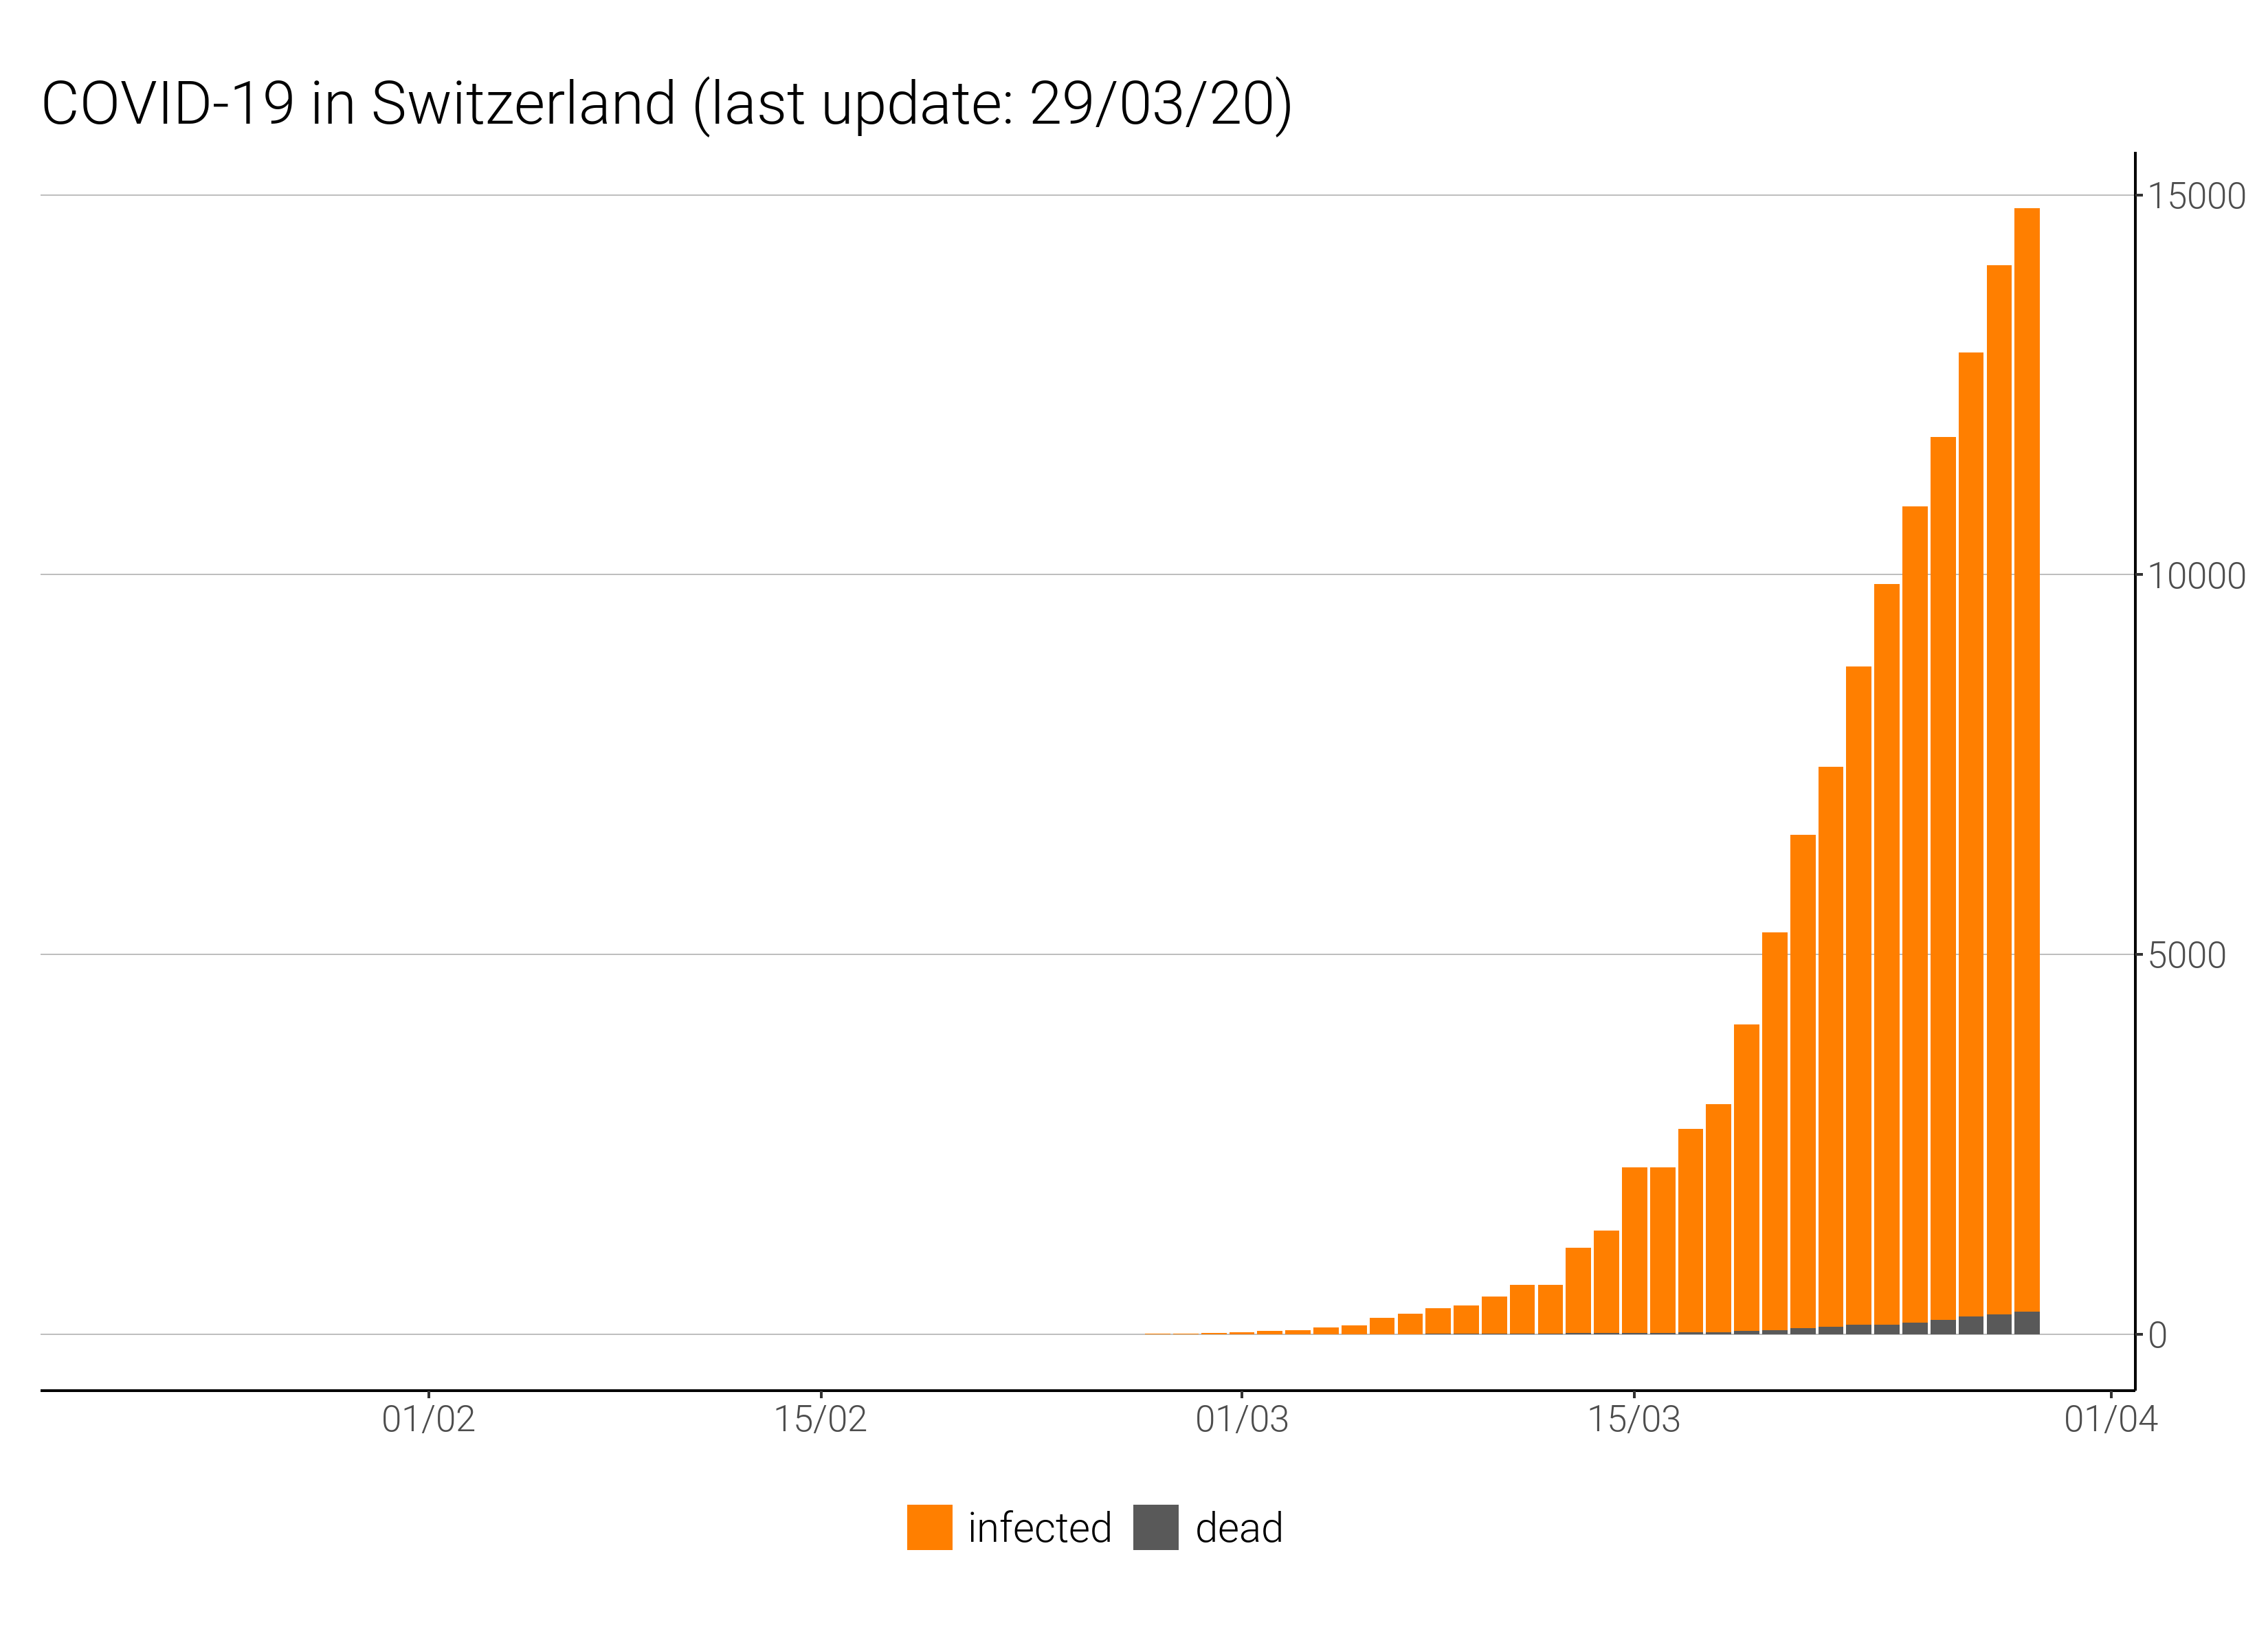 COVID-19 in Switzerland (last update: 29/03/20)
15000
10000
5000
0
01/02 15/02 01/03 15/03 01/04
infected dead